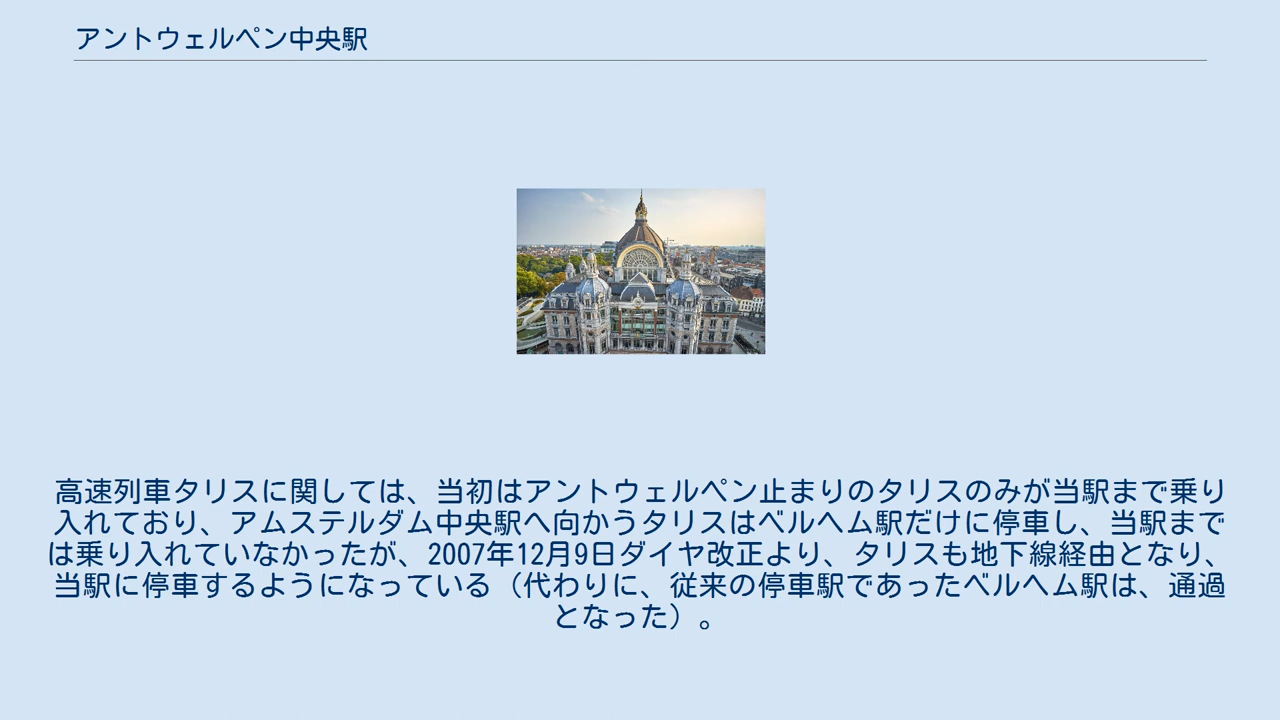 アントウェルペン中央駅
高速列車タリスに関しては、当初はアントウェルペン止まりのタリスのみが当駅まで乗り
入れており、アムステルダム中央駅へ向かうタリスはベルヘム駅だけに停車し、当駅まで
は乗り入れていなかったが、2007年12月9日ダイヤ改正より、タリスも地下線経由となり、
当駅に停車するようになっている（代わりに、従来の停車駅であったベルヘム駅は、通過
となった）。